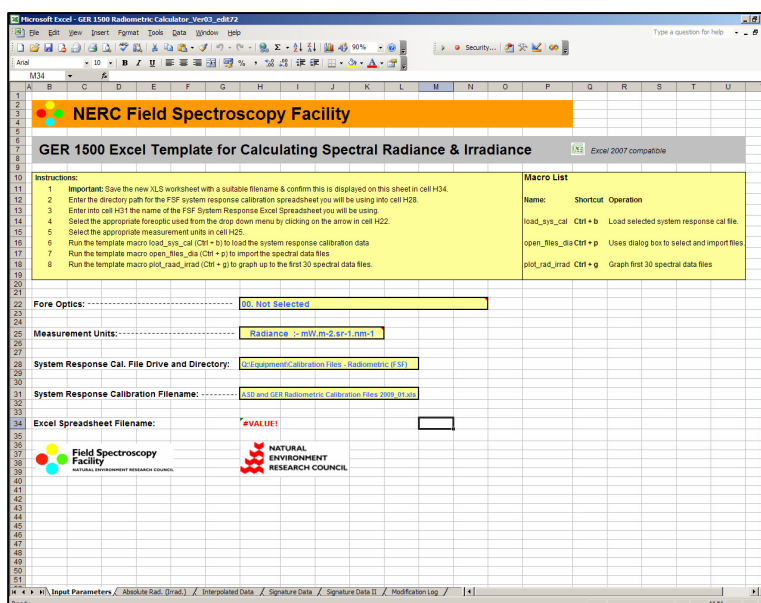 Microsoft Excel - GER 1500 Radiometric Calculator_Ver03_edit72
File Edit View Insert Format Tools Data Window Help
Type a question for help
90%
Security...
Arial
10
B I U
M34
fx
A B C D E F G H I J K L M N O P Q R S T U
NERC Field Spectroscopy Facility
GER 1500 Excel Template for Calculating Spectral Radiance & Irradiance
Excel 2007 compatible
Instructions:
1 Important: Save the new XLS worksheet with a suitable filename & confirm this is displayed on this sheet in cell H34.
2 Enter the directory path for the FSF system response calibration spreadsheet you will be using into cell H28.
3 Enter into cell H31 the name of the FSF System Response Excel Spreadsheet you will be using.
4 Select the appropriate foreoptic used from the drop down menu by clicking on the arrow in cell H22.
5 Select the appropriate measurement units in cell H25.
6 Run the template macro load_sys_cal (Ctrl + b) to load the system response calibration data
7 Run the template macro open_files_dia (Ctrl + p) to import the spectral data files
8 Run the template macro plot_raad_irrad (Ctrl + g) to graph up to the first 30 spectral data files.
Macro List
Name: Shortcut Operation
load_sys_cal Ctrl + b Load selected system response cal file.
open_files_dia Ctrl + p Uses dialog box to select and import files.
plot_rad_irrad Ctrl + g Graph first 30 spectral data files
Fore Optics: 00. Not Selected
Measurement Units: Radiance :- mW.m-2.sr-1.nm-1
System Response Cal. File Drive and Directory: Q:\Equipment\Calibration Files - Radiometric (FSF)
System Response Calibration Filename: ASD and GER Radiometric Calibration Files 2009_01.xls
Excel Spreadsheet Filename: #VALUE!
Field Spectroscopy
Facility
NATURAL ENVIRONMENT RESEARCH COUNCIL
NATURAL
ENVIRONMENT
RESEARCH COUNCIL
Input Parameters / Absolute Rad. (Irrad.) / Interpolated Data / Signature Data / Signature Data II / Modification Log